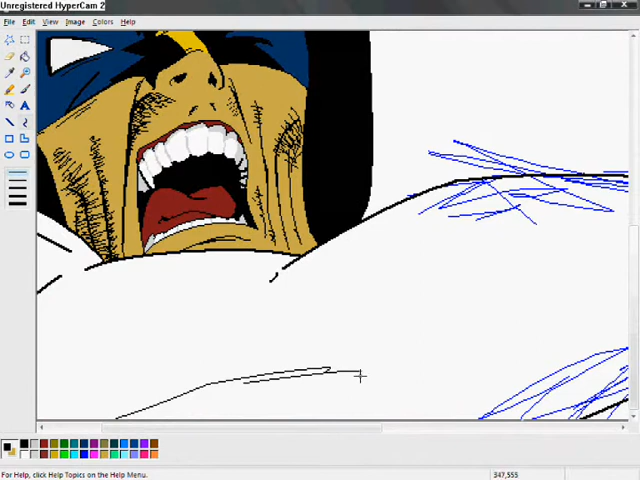 Unregistered HyperCam 2
File Edit View Image Colors Help
For Help, click Help Topics on the Help Menu.
347,555